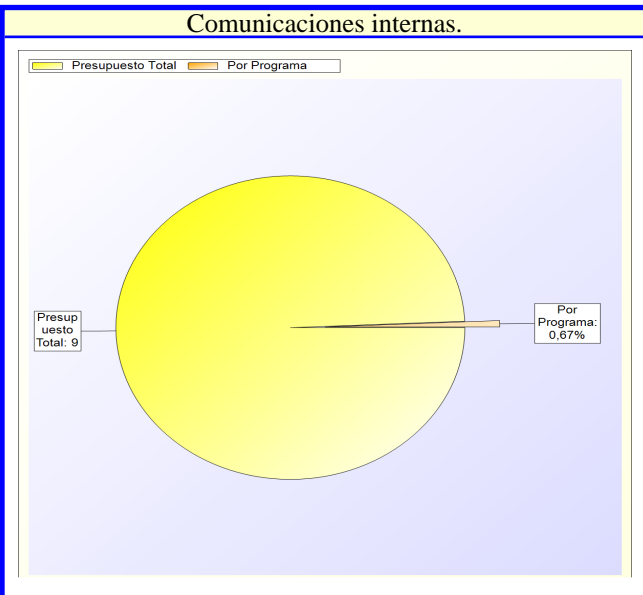 Comunicaciones internas.
Presupuesto Total Por Programa
Presup
uesto
Total: 9
Por
Programa:
0,67%